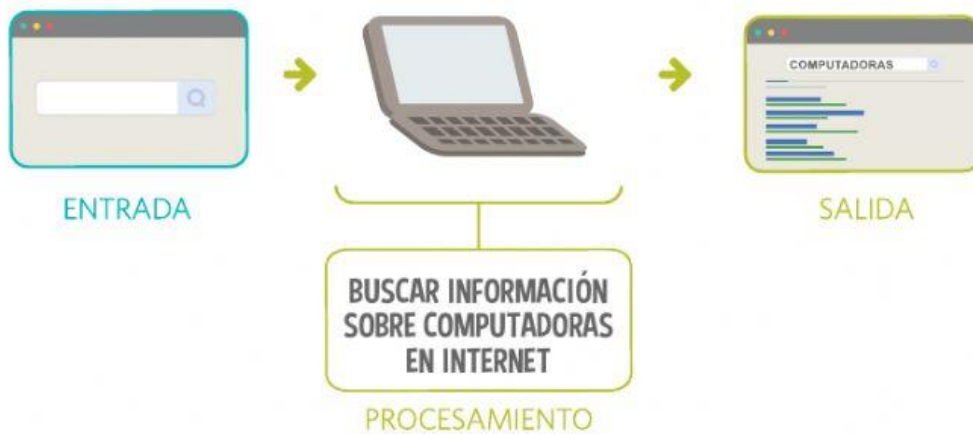 COMPUTADORAS
ENTRADA
SALIDA
BUSCAR INFORMACIÓN
SOBRE COMPUTADORAS
EN INTERNET
PROCESAMIENTO